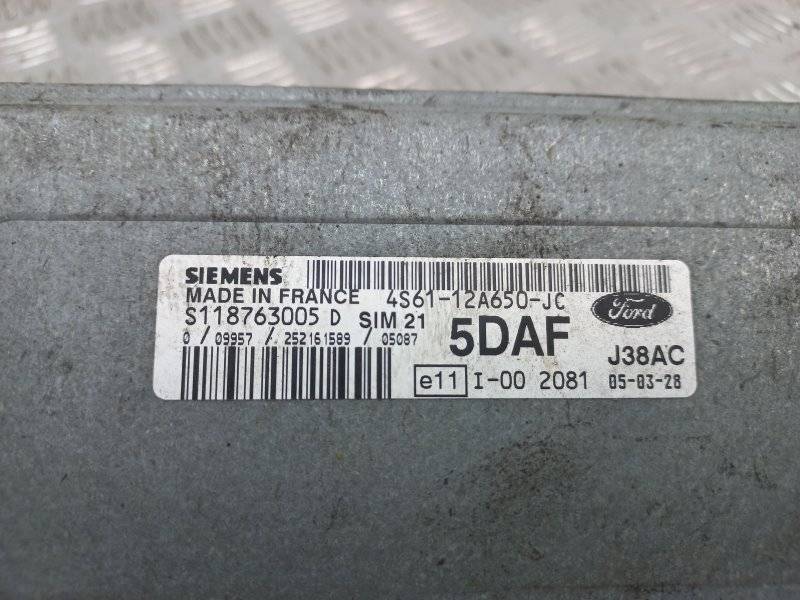 SIEMENS
MADE IN FRANCE 4S61-12A650-JC
S118763005 D SIM 21 5DAF Ford
0 / 09957 / 252161589 / 05087 J38AC
e11 I-00 2081 05-03-28